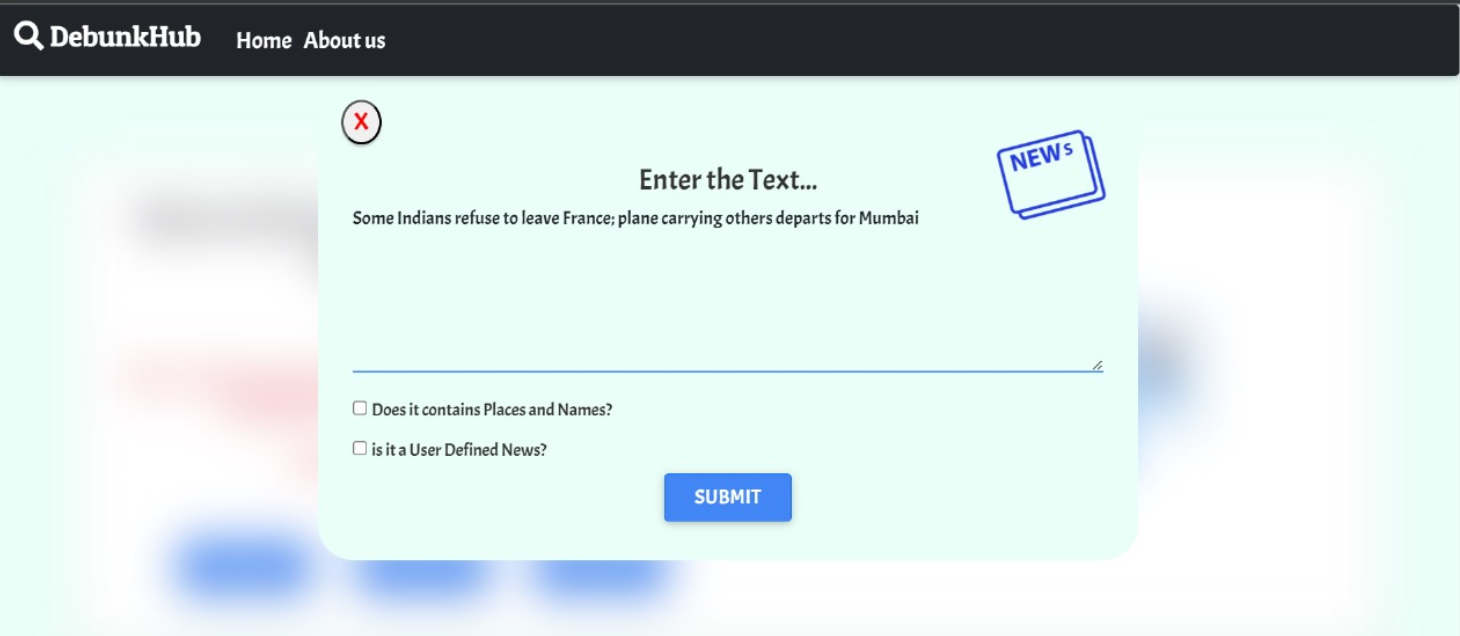 DebunkHub Home About us
X
NEWs
Enter the Text...
Some Indians refuse to leave France; plane carrying others departs for Mumbai
Does it contains Places and Names?
is it a User Defined News?
SUBMIT